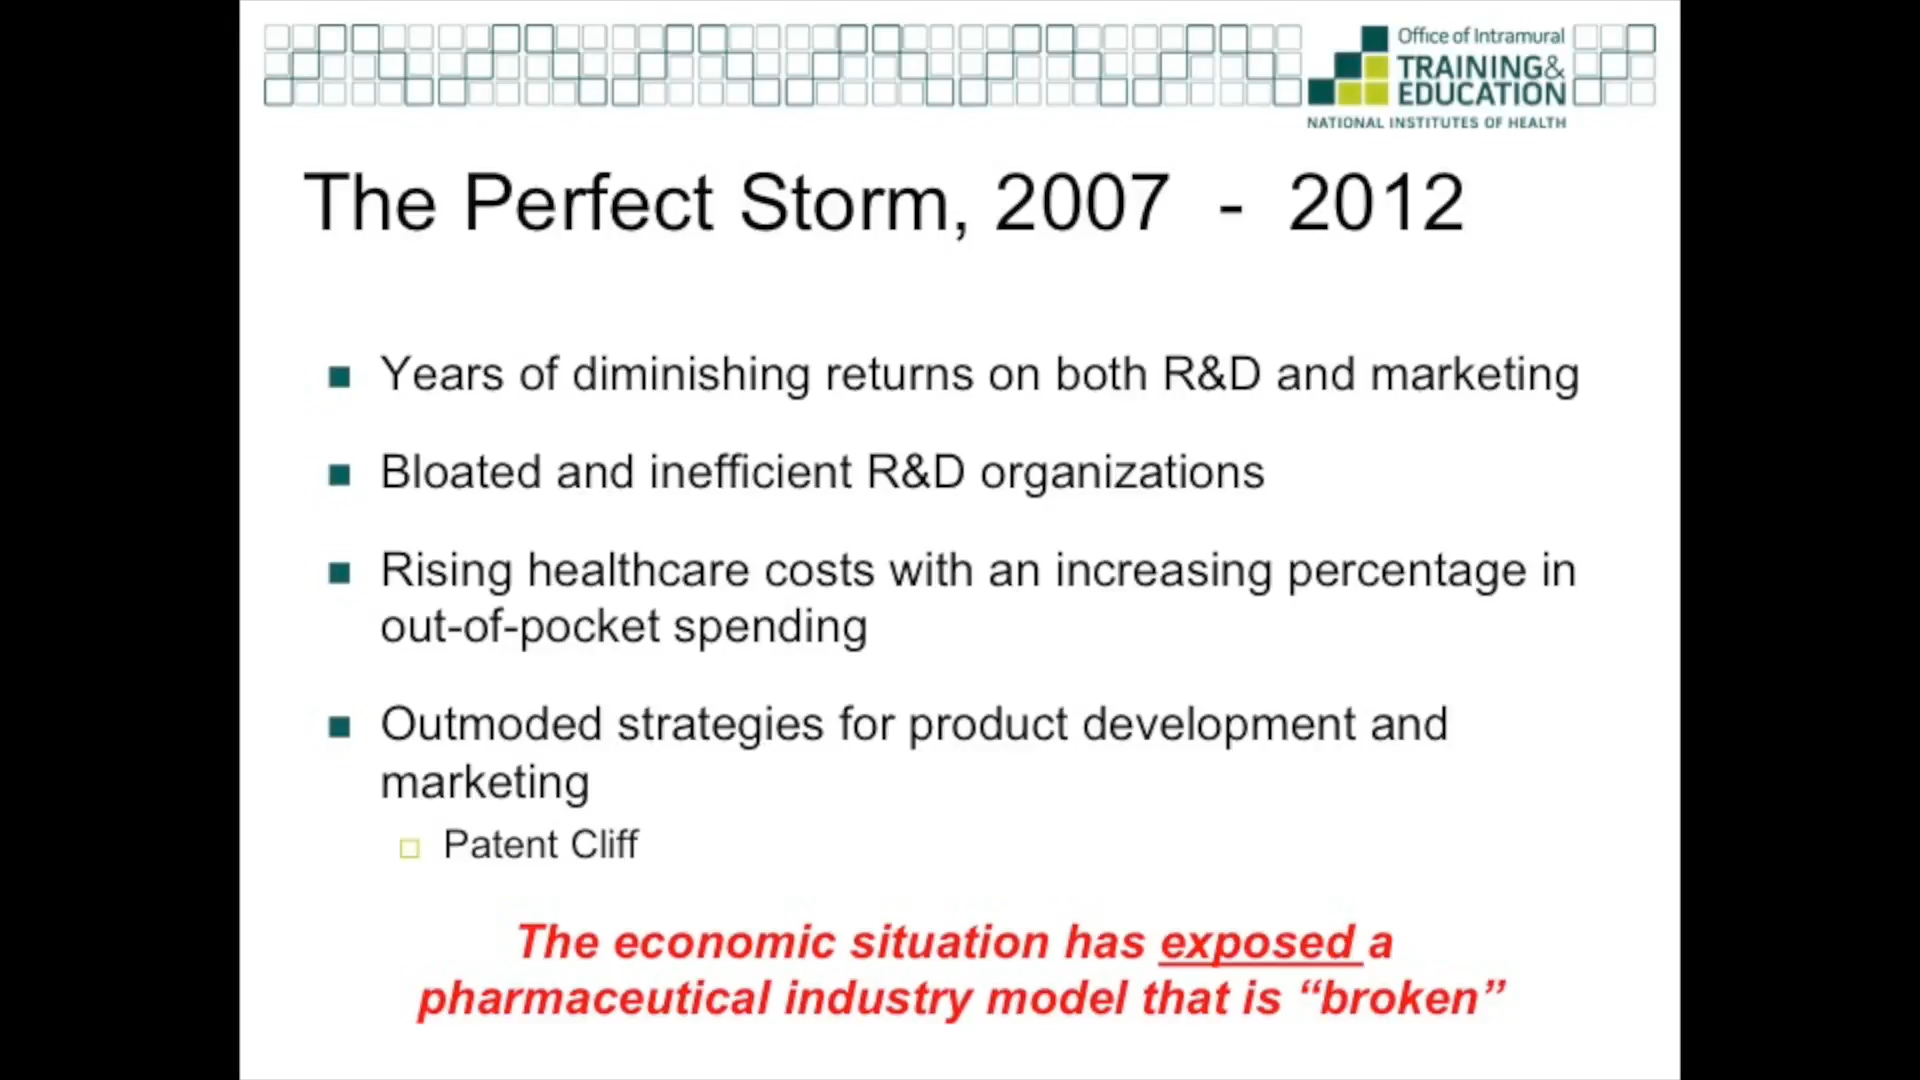 Office of Intramural
TRAINING&
EDUCATION
NATIONAL INSTITUTES OF HEALTH
The Perfect Storm, 2007 - 2012
Years of diminishing returns on both R&D and marketing
Bloated and inefficient R&D organizations
Rising healthcare costs with an increasing percentage in
out-of-pocket spending
Outmoded strategies for product development and
marketing
Patent Cliff
The economic situation has exposed a
pharmaceutical industry model that is “broken”